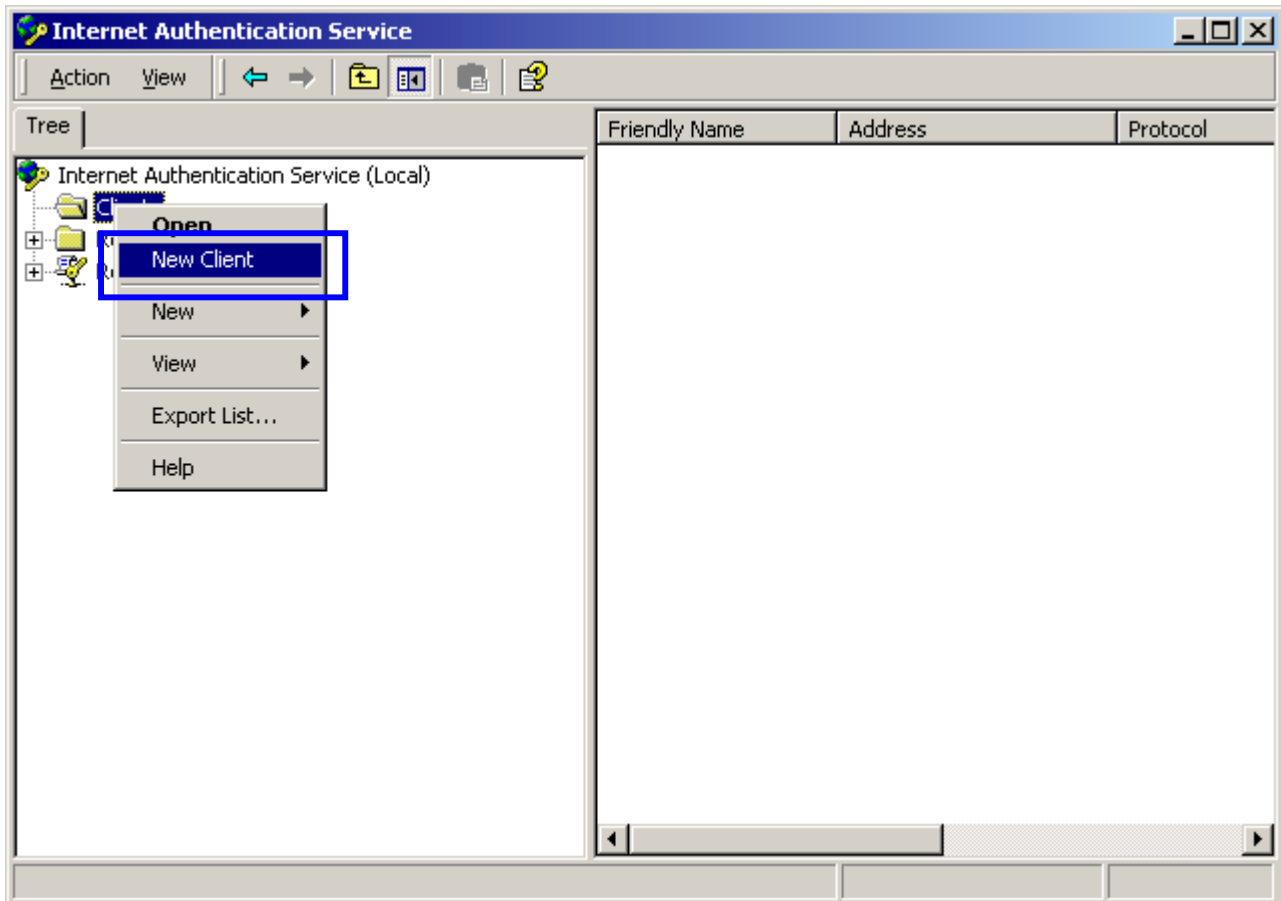 Internet Authentication Service
Action View
Tree
Friendly Name Address Protocol
Internet Authentication Service (Local)
Open
New Client
New
View
Export List...
Help